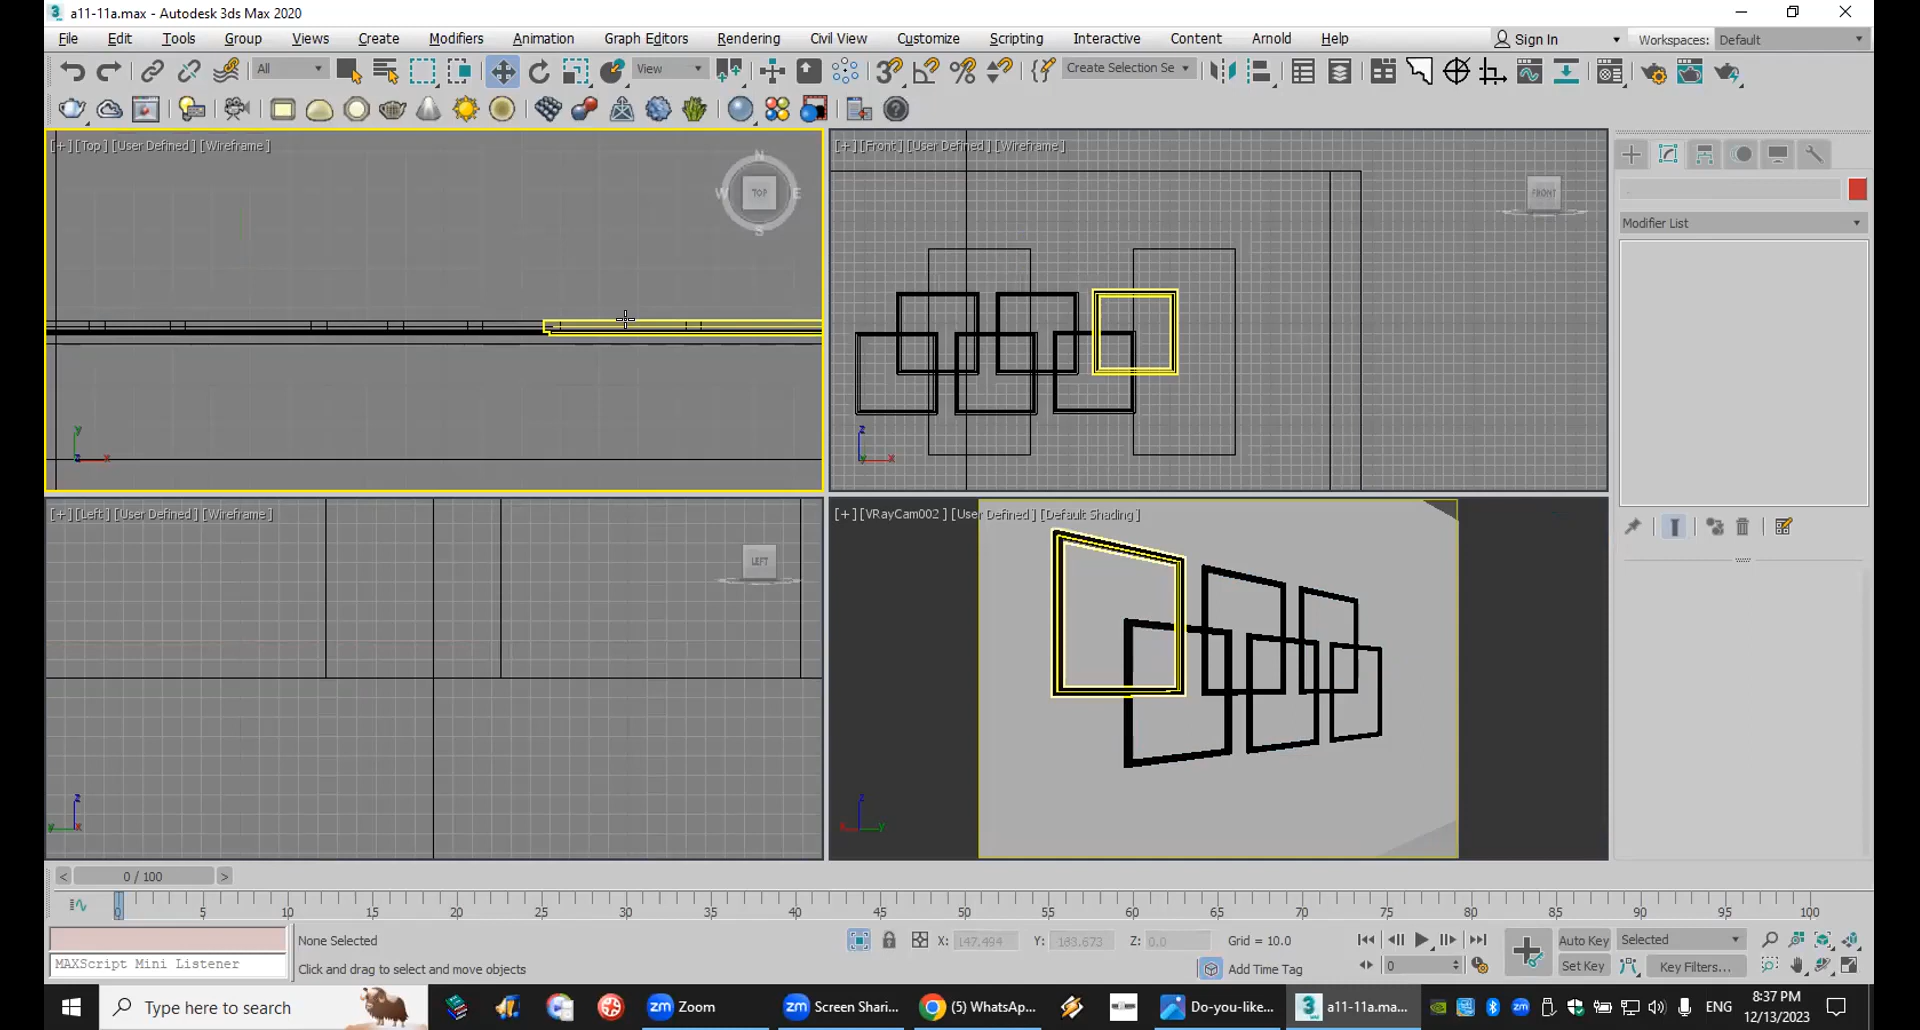 a11-11a.max - Autodesk 3ds Max 2020
File Edit Tools Group Views Create Modifiers Animation Graph Editors Rendering Civil View Customize Scripting Interactive Content Arnold Help Sign In Workspaces: Default
All View Create Selection Se
[+][Top][User Defined][Wireframe]
N
W TOP E
S
y
z x
[+][Front][User Defined][Wireframe]
FRONT
z
y x
Modifier List
[+][Left][User Defined][Wireframe]
LEFT
z
y x
[+][VRayCam002][User Defined][Default Shading]
z
x y
< 0 / 100 >
0 5 10 15 20 25 30 35 40 45 50 55 60 65 70 75 80 85 90 95 100
None Selected X: 147.494 Y: 163.673 Z: 0.0 Grid = 10.0 Auto Key Selected
MAXScript Mini Listener Click and drag to select and move objects Add Time Tag 0 Set Key Key Filters...
Type here to search Zoom Screen Shari... (5) WhatsAp... Do-you-like... a11-11a.ma... ENG 8:37 PM
12/13/2023